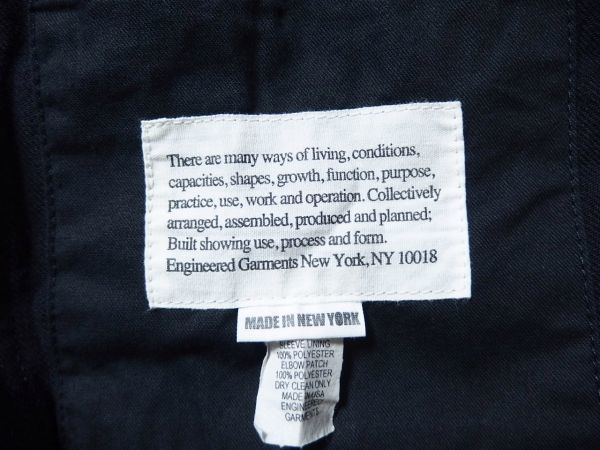 There are many ways of living, conditions,
capacities, shapes, growth, function, purpose,
practice, use, work and operation. Collectively
arranged, assembled, produced and planned;
Built showing use, process and form.
Engineered Garments New York, NY 10018
MADE IN NEW YORK
SLEEVE LINING
100% POLYESTER
ELBOW PATCH
100% POLYESTER
DRY CLEAN ONLY
MADE IN USA
ENGINEERED
GARMENTS